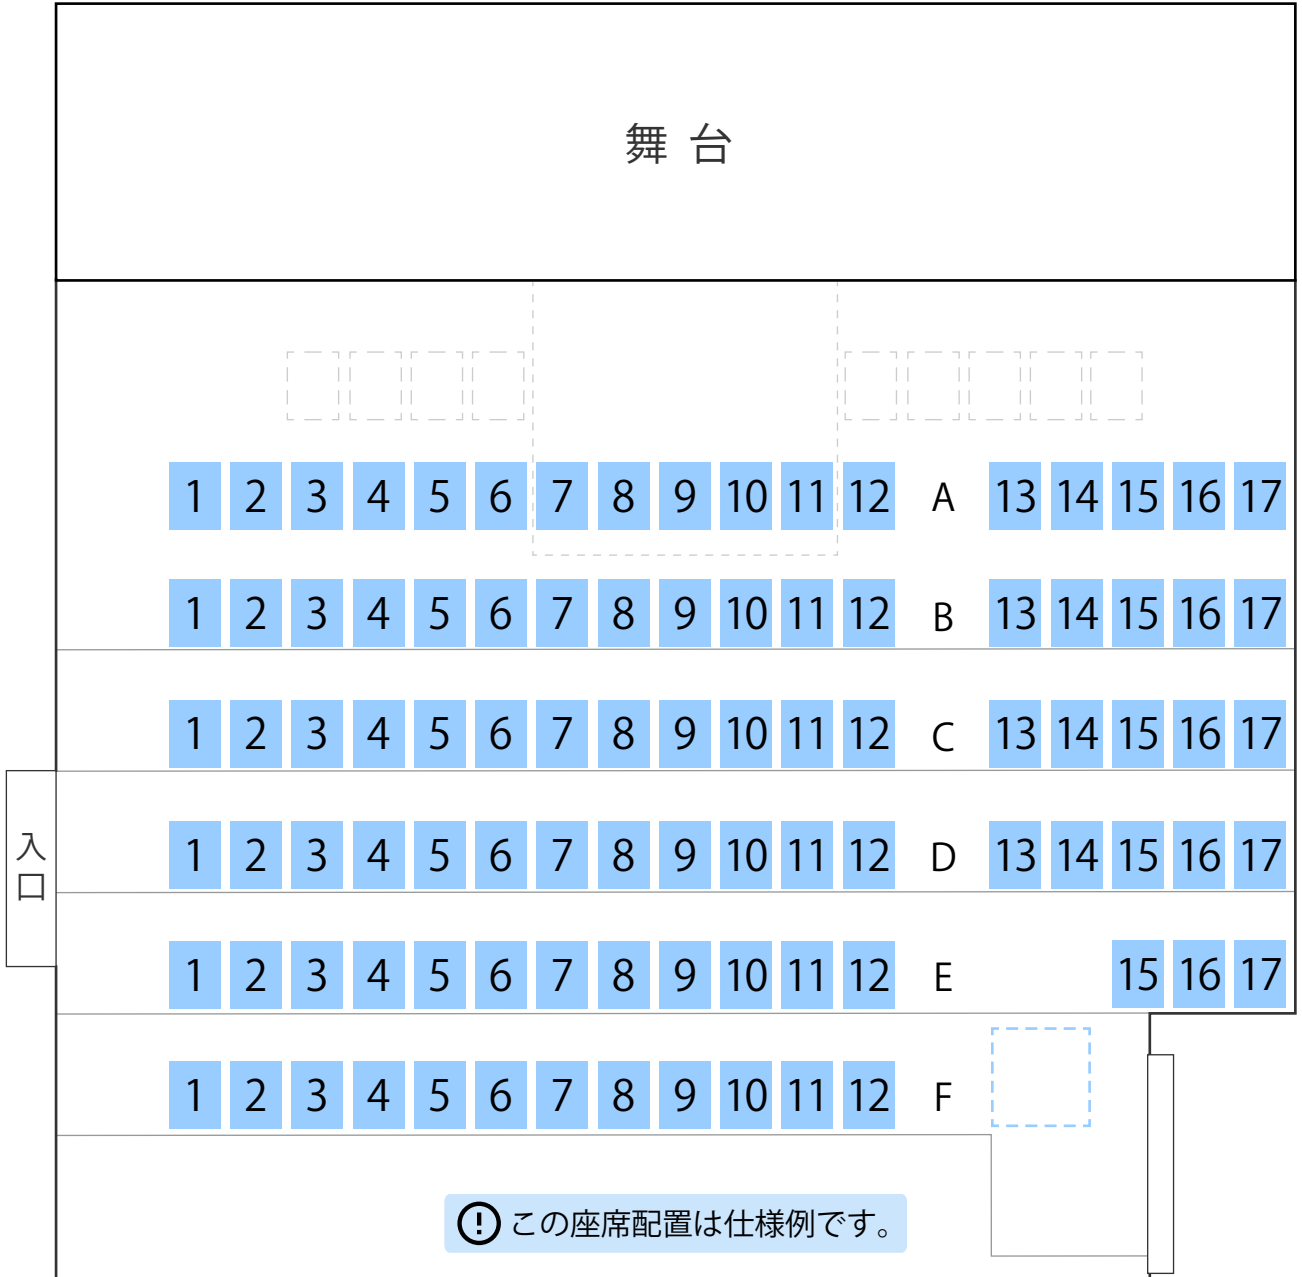 舞台
1 2 3 4 5 6 7 8 9 10 11 12 A 13 14 15 16 17
1 2 3 4 5 6 7 8 9 10 11 12 B 13 14 15 16 17
1 2 3 4 5 6 7 8 9 10 11 12 C 13 14 15 16 17
入口
1 2 3 4 5 6 7 8 9 10 11 12 D 13 14 15 16 17
1 2 3 4 5 6 7 8 9 10 11 12 E 15 16 17
1 2 3 4 5 6 7 8 9 10 11 12 F
! この座席配置は仕様例です。